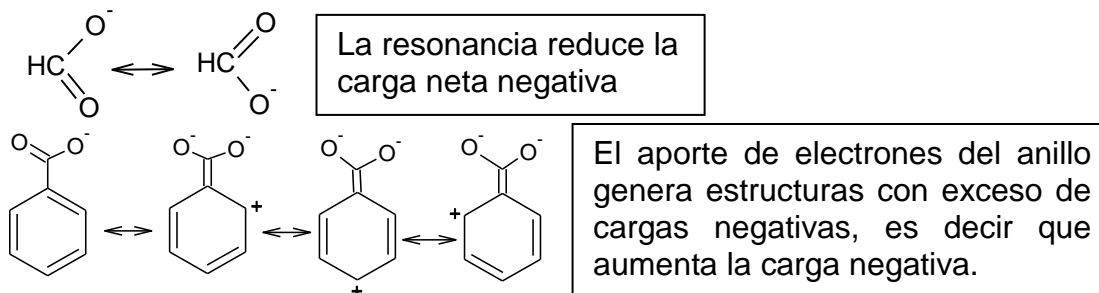 O-
HC
O
O
HC
O-
La resonancia reduce la
carga neta negativa
O O-
O- O-
+
O- O-
+
O- O-
+
El aporte de electrones del anillo
genera estructuras con exceso de
cargas negativas, es decir que
aumenta la carga negativa.